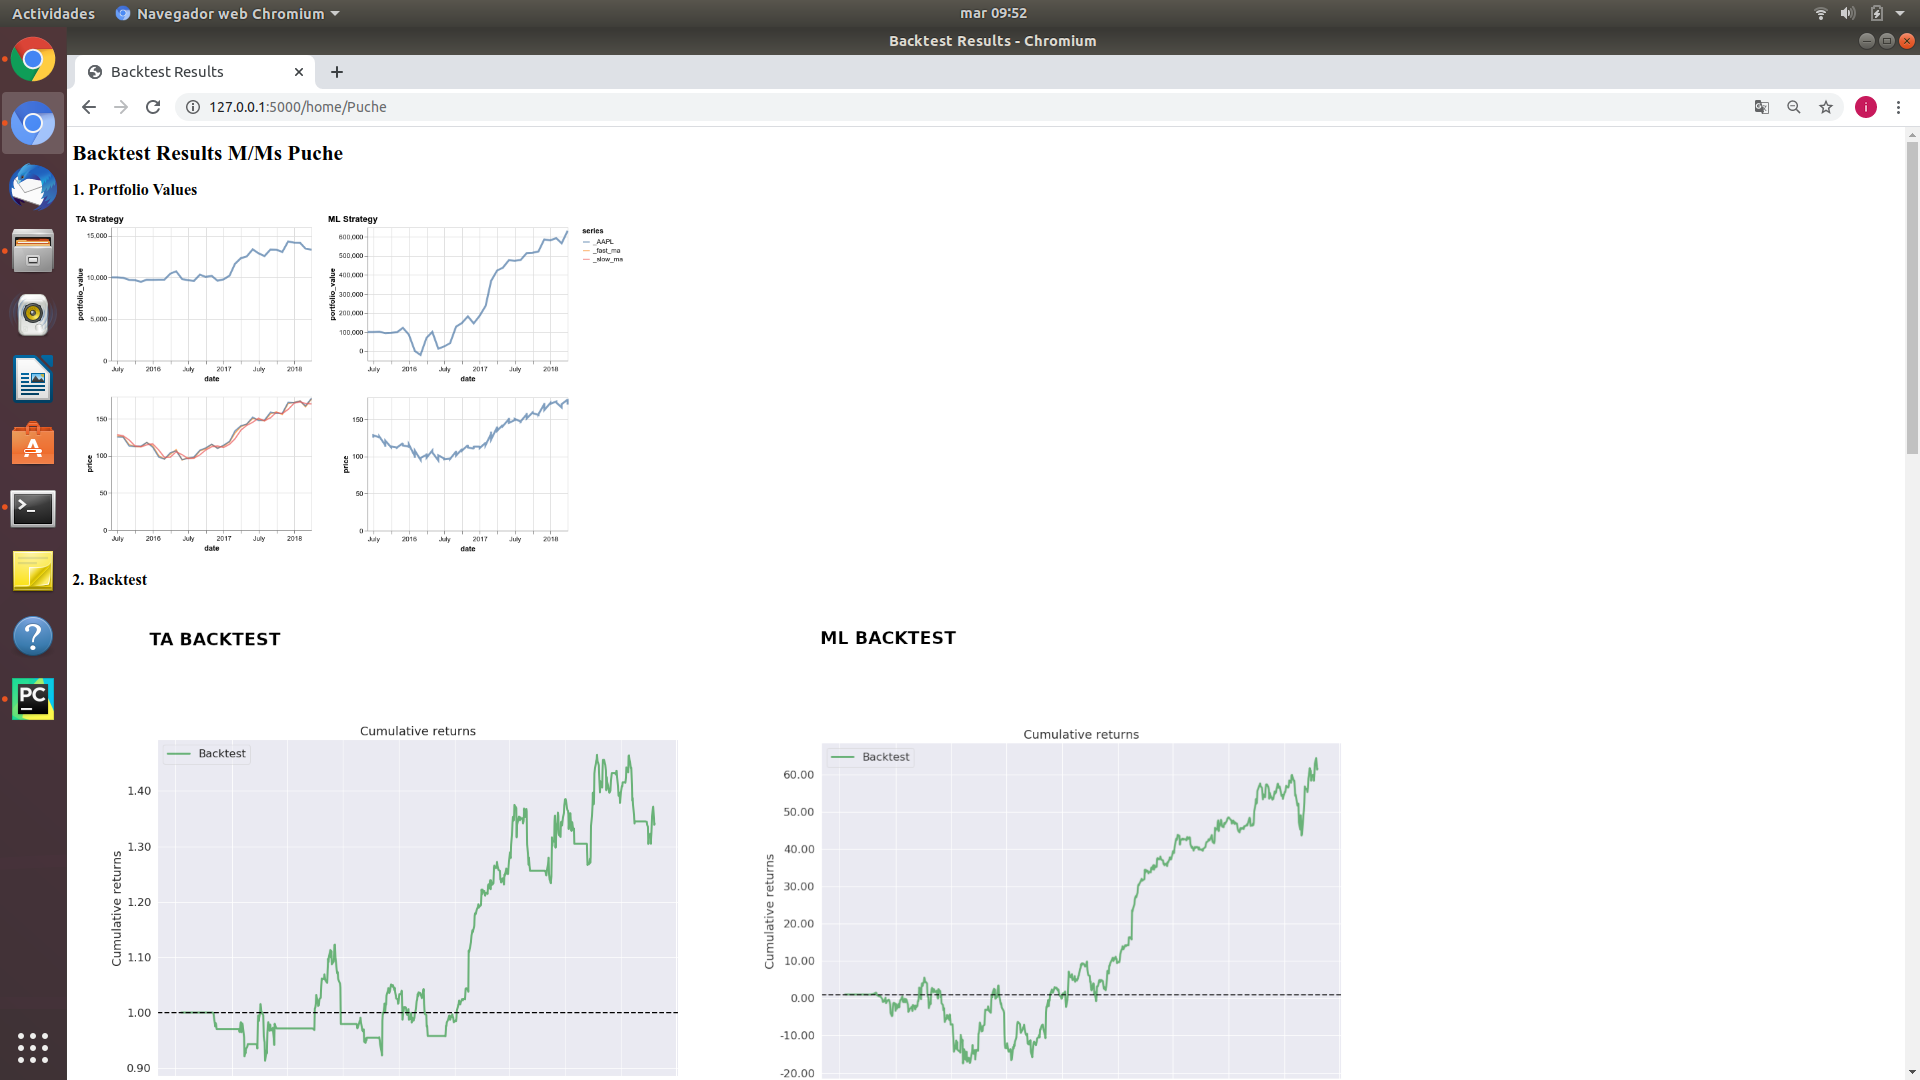 Actividades
Navegador web Chromium
mar 09:52
Backtest Results - Chromium
Backtest Results
127.0.0.1:5000/home/Puche
i
Backtest Results M/Ms Puche
1. Portfolio Values
TA Strategy
15,000
10,000
5,000
0
portfolio_value
July 2016 July 2017 July 2018
date
ML Strategy
600,000
500,000
400,000
300,000
200,000
100,000
0
portfolio_value
July 2016 July 2017 July 2018
date
series
_AAPL
_fast_ma
_slow_ma
150
100
50
0
price
July 2016 July 2017 July 2018
date
150
100
50
0
price
July 2016 July 2017 July 2018
date
2. Backtest
TA BACKTEST
Cumulative returns
Backtest
1.40
1.30
1.20
1.10
1.00
0.90
Cumulative returns
ML BACKTEST
Cumulative returns
Backtest
60.00
50.00
40.00
30.00
20.00
10.00
0.00
-10.00
-20.00
Cumulative returns
A
>_
?
PC